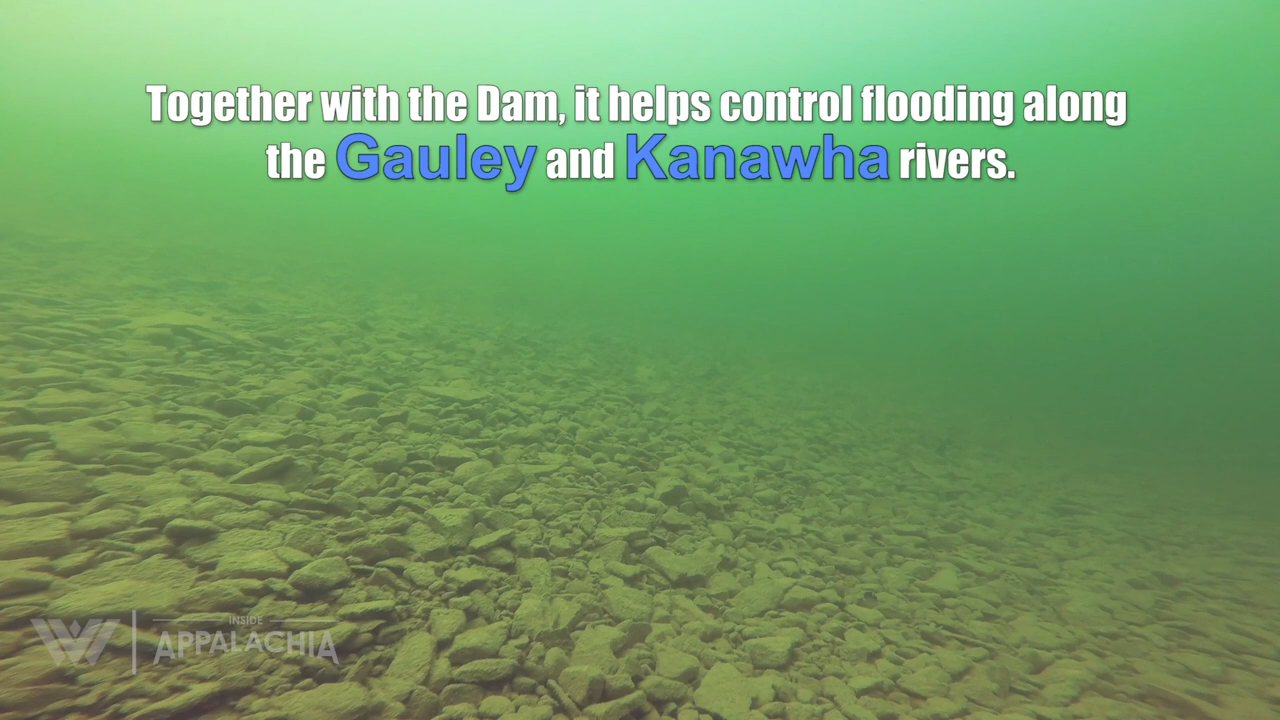 Together with the Dam, it helps control flooding along
the Gauley and Kanawha rivers.
INSIDE
APPALACHIA